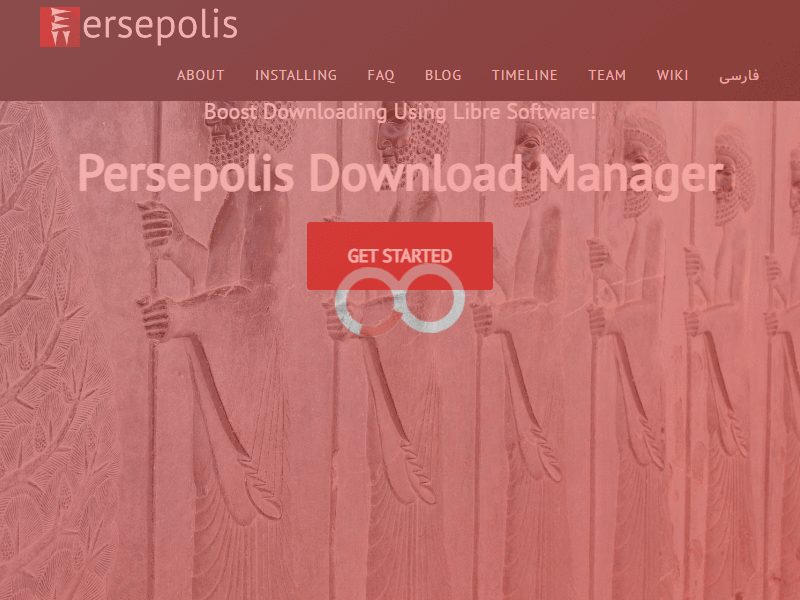 ersepolis
ABOUT INSTALLING FAQ BLOG TIMELINE TEAM WIKI فارسی
Boost Downloading Using Libre Software!
Persepolis Download Manager
GET STARTED